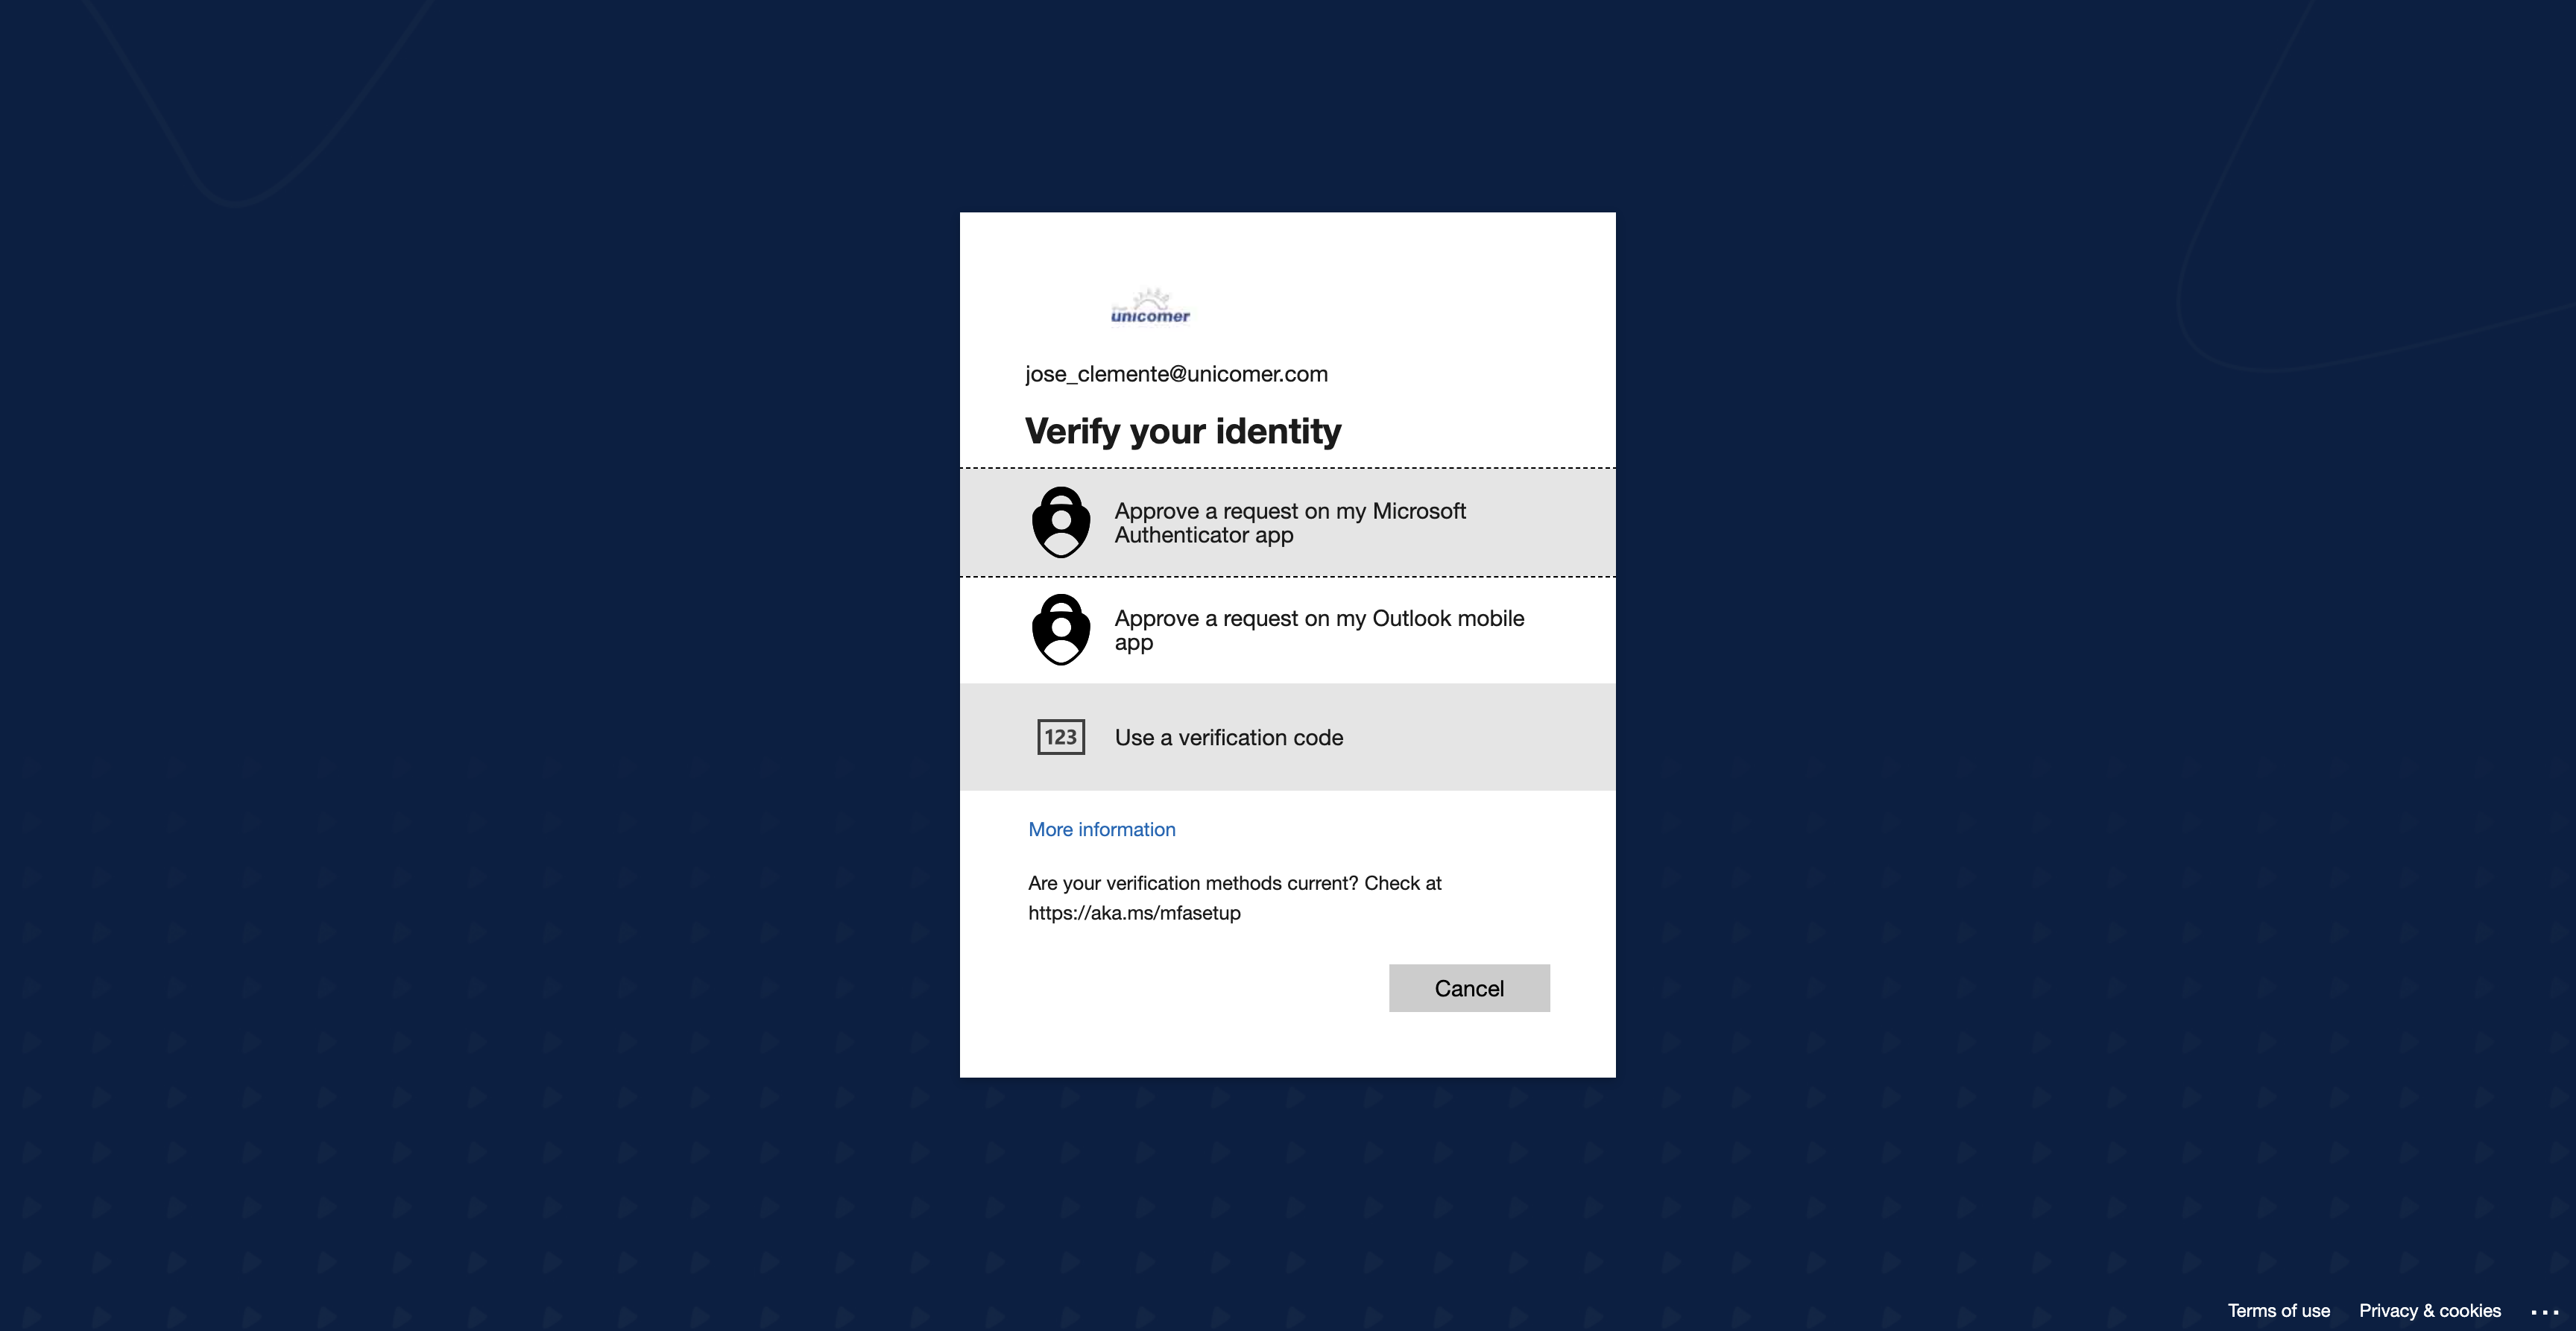 unicomer
jose_clemente@unicomer.com
Verify your identity
Approve a request on my Microsoft
Authenticator app
Approve a request on my Outlook mobile
app
123
Use a verification code
More information
Are your verification methods current? Check at
https://aka.ms/mfasetup
Cancel
Terms of use
Privacy & cookies